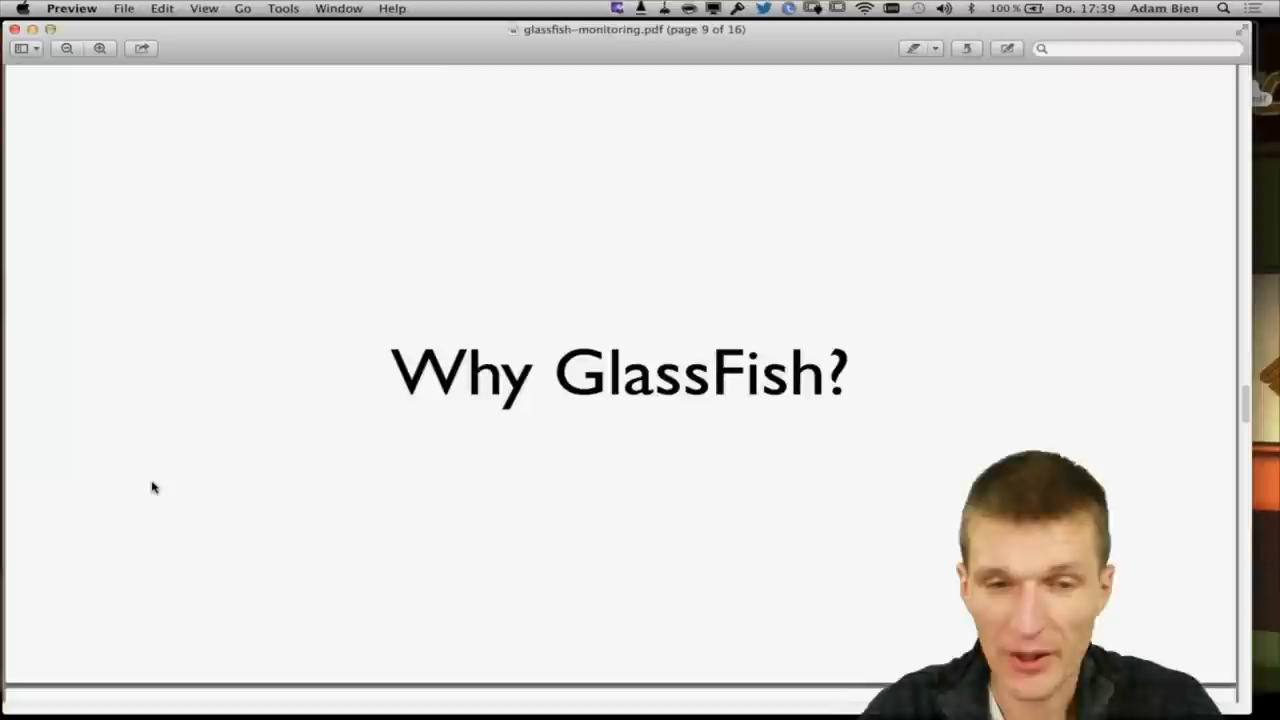 Preview File Edit View Go Tools Window Help 100 % Do. 17:39 Adam Bien
glassfish-monitoring.pdf (page 9 of 16)
Why GlassFish?